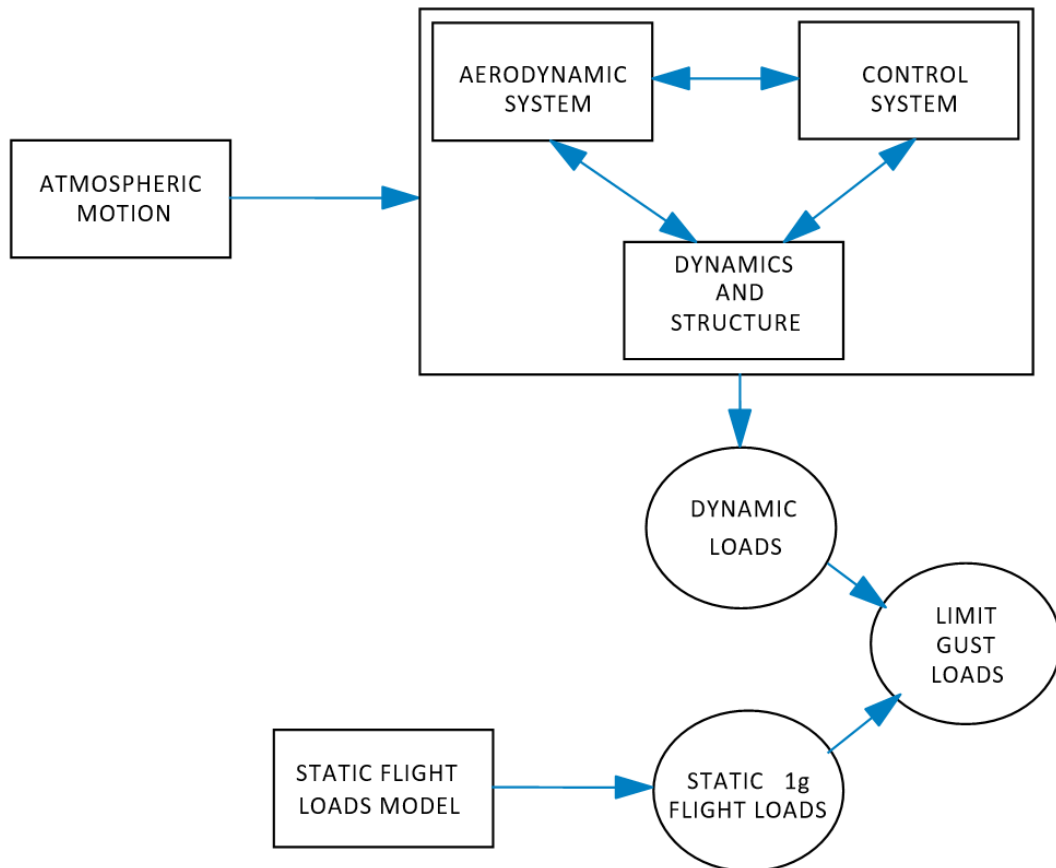 AERODYNAMIC
SYSTEM
CONTROL
SYSTEM
ATMOSPHERIC
MOTION
DYNAMICS
AND
STRUCTURE
DYNAMIC
LOADS
LIMIT
GUST
LOADS
STATIC FLIGHT
LOADS MODEL
STATIC 1g
FLIGHT LOADS